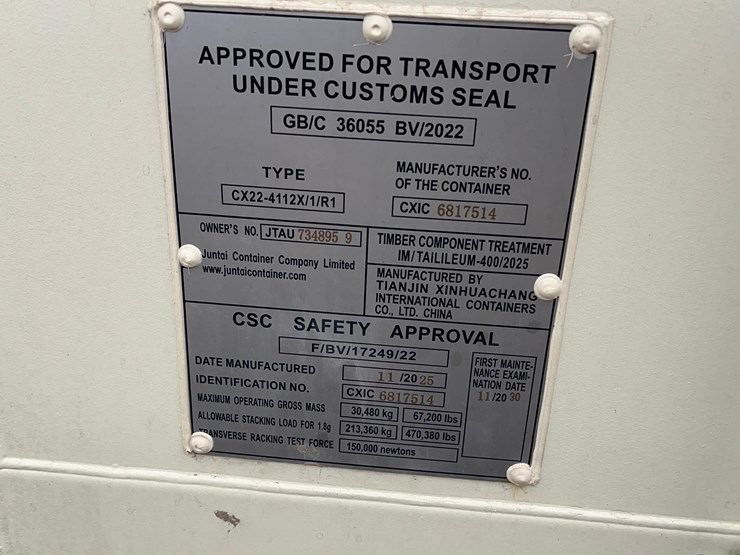 APPROVED FOR TRANSPORT
UNDER CUSTOMS SEAL
GB/C 36055 BV/2022
TYPE
CX22-4112X/1/R1
MANUFACTURER'S NO.
OF THE CONTAINER
CXIC 6817514
OWNER'S NO. JTAU 734895 9
Juntai Container Company Limited
www.juntaicontainer.com
TIMBER COMPONENT TREATMENT
IM/TAILILEUM-400/2025
MANUFACTURED BY
TIANJIN XINHUACHANG
INTERNATIONAL CONTAINERS
CO., LTD. CHINA
CSC SAFETY APPROVAL
F/BV/17249/22
DATE MANUFACTURED 11/2025
IDENTIFICATION NO. CXIC 6817514
MAXIMUM OPERATING GROSS MASS 30,480 kg 67,200 lbs
ALLOWABLE STACKING LOAD FOR 1.8g 213,360 kg 470,380 lbs
TRANSVERSE RACKING TEST FORCE 150,000 newtons
FIRST MAINTE-
NANCE EXAMI-
NATION DATE
11/2030